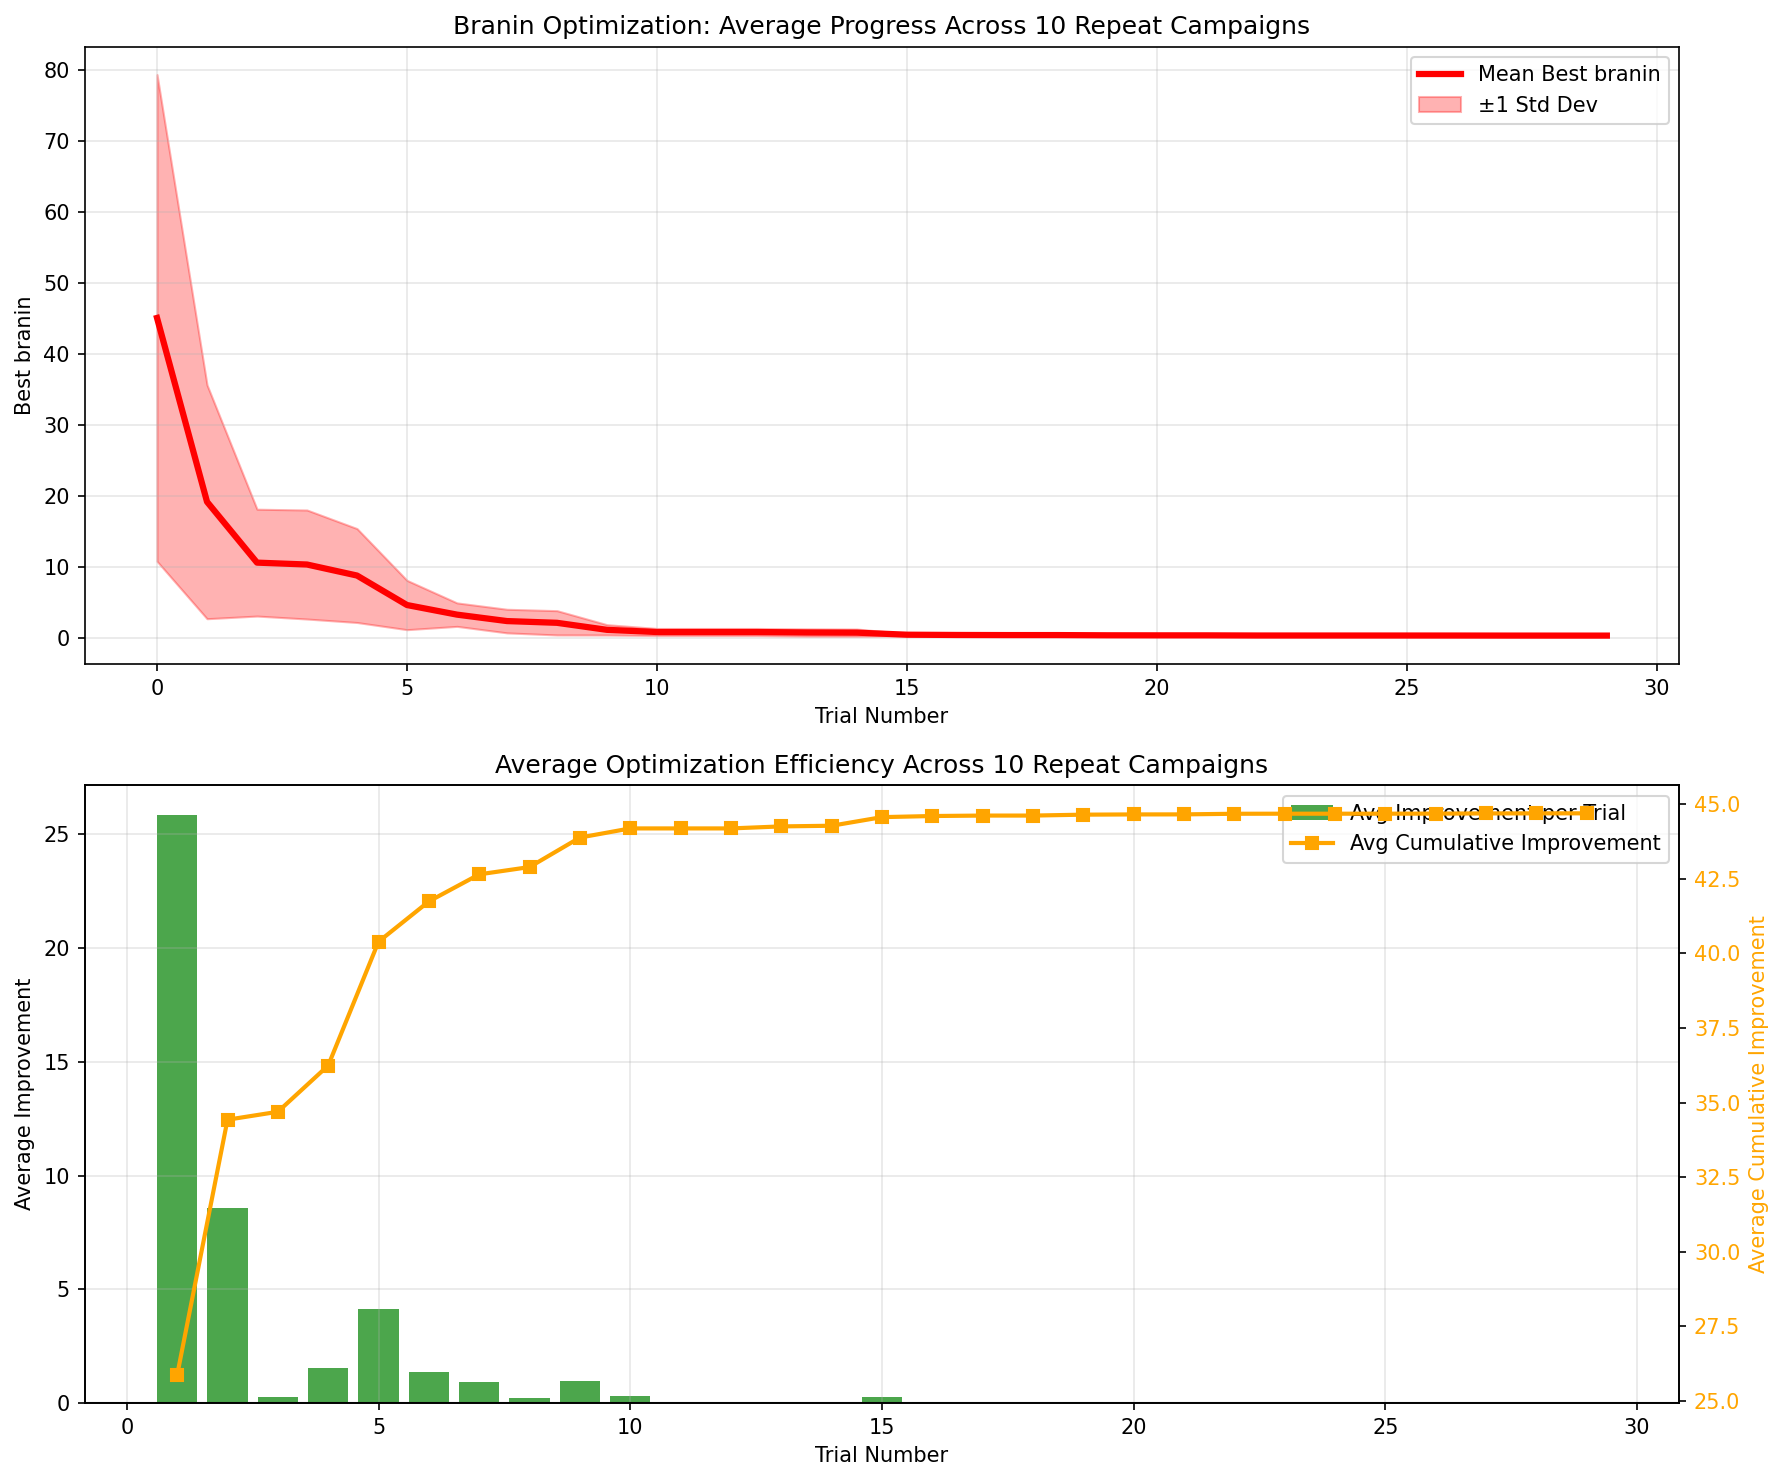 Branin Optimization: Average Progress Across 10 Repeat Campaigns
80
70
60
50
40
30
20
10
0
Best branin
Mean Best branin
±1 Std Dev
0 5 10 15 20 25 30
Trial Number
Average Optimization Efficiency Across 10 Repeat Campaigns
25
20
15
10
5
0
Average Improvement
Avg Improvement per Trial
Avg Cumulative Improvement
45.0
42.5
40.0
37.5
35.0
32.5
30.0
27.5
25.0
Average Cumulative Improvement
0 5 10 15 20 25 30
Trial Number